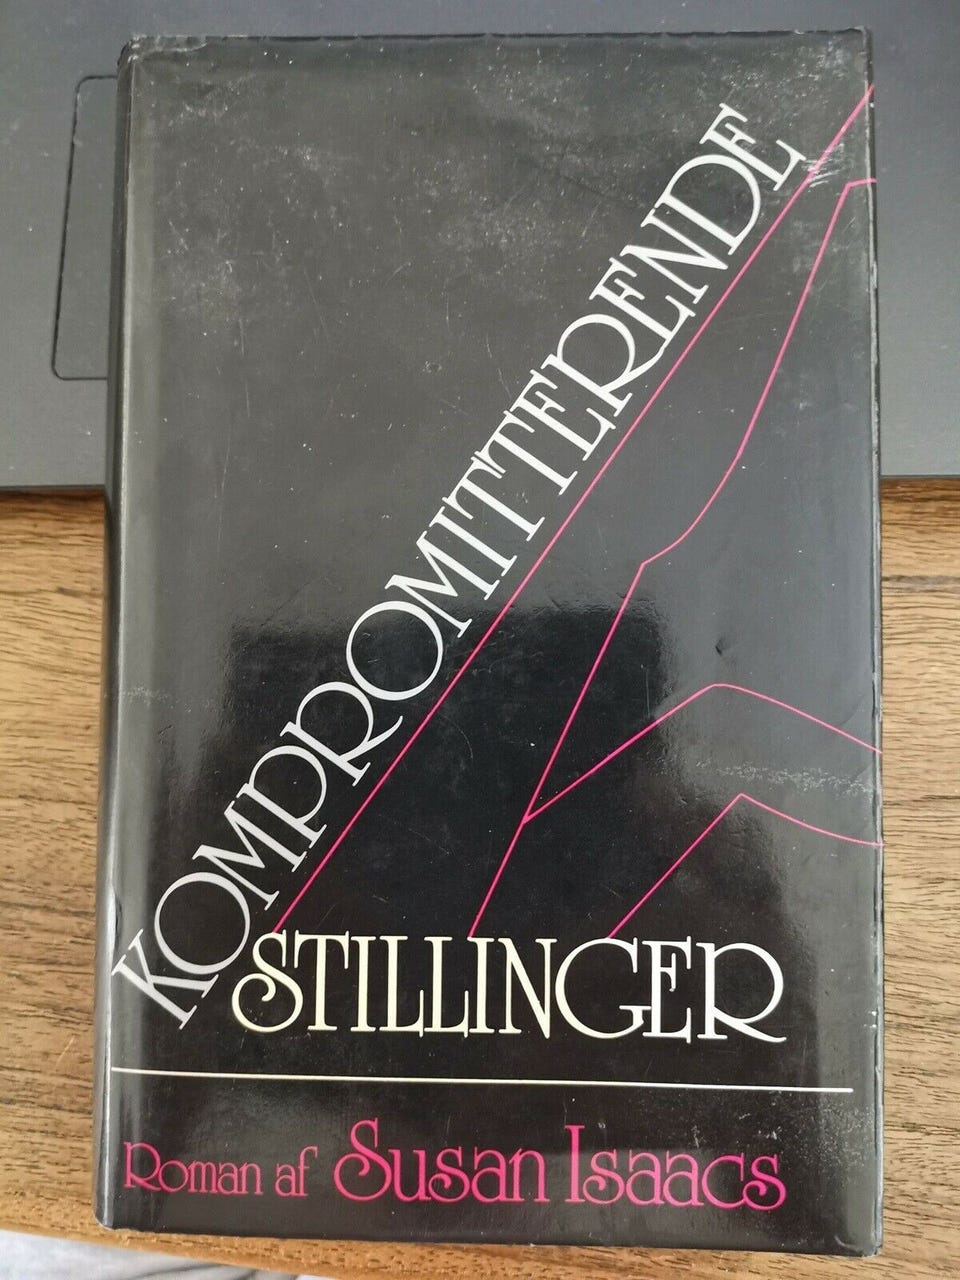 KOMPROMITTERENDE
STILLINGER
Roman af Susan Isaacs